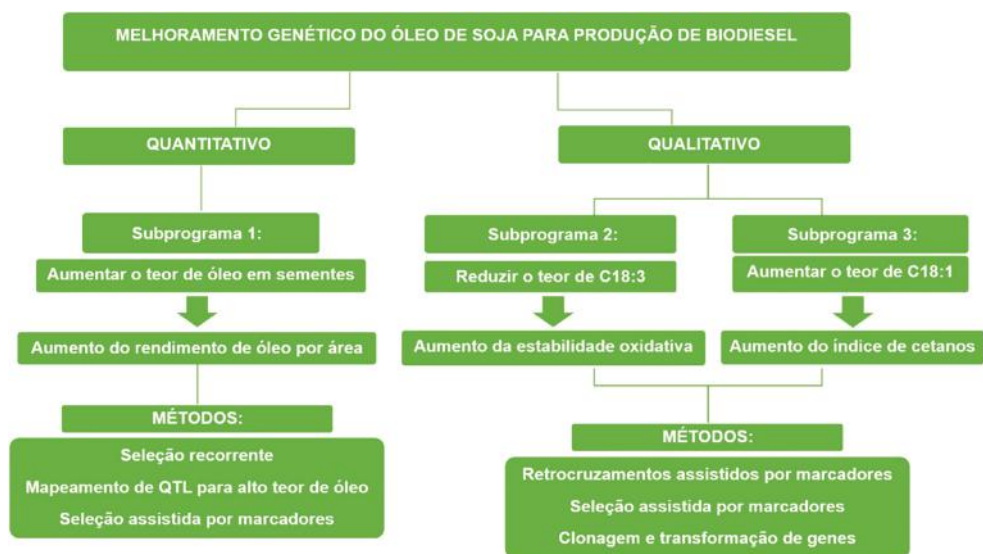 MELHORAMENTO GENÉTICO DO ÓLEO DE SOJA PARA PRODUÇÃO DE BIODIESEL
QUANTITATIVO
QUALITATIVO
Subprograma 1:
Aumentar o teor de óleo em sementes
Aumento do rendimento de óleo por área
MÉTODOS:
Seleção recorrente
Mapeamento de QTL para alto teor de óleo
Seleção assistida por marcadores
Subprograma 2:
Reduzir o teor de C18:3
Aumento da estabilidade oxidativa
Subprograma 3:
Aumentar o teor de C18:1
Aumento do índice de cetanos
MÉTODOS:
Retrocruzamentos assistidos por marcadores
Seleção assistida por marcadores
Clonagem e transformação de genes